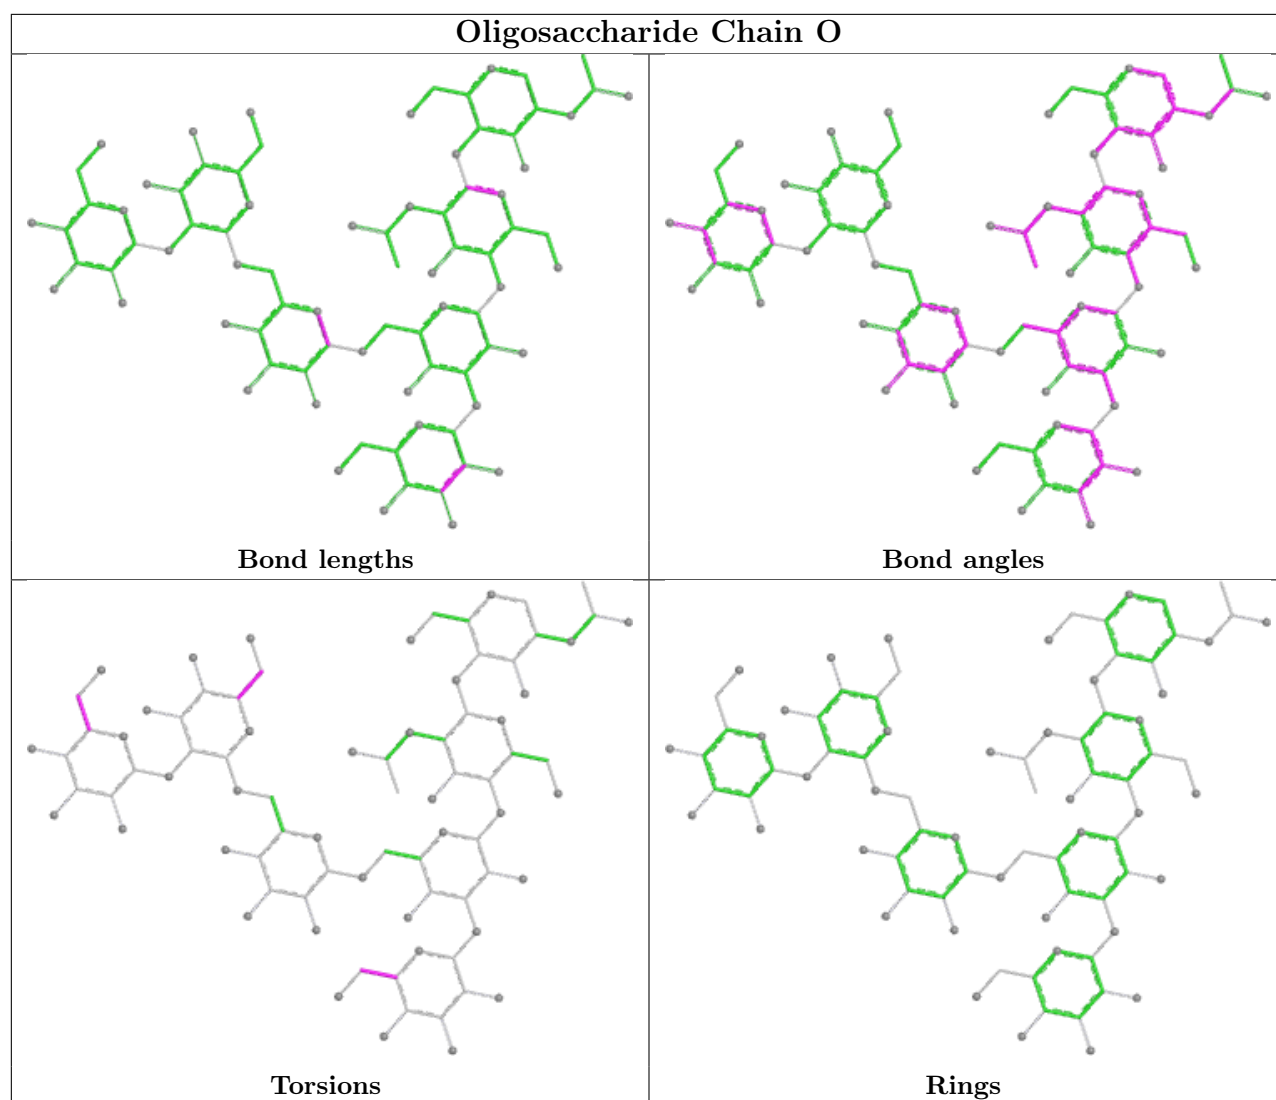 Oligosaccharide Chain O
Bond lengths
Bond angles
Torsions
Rings